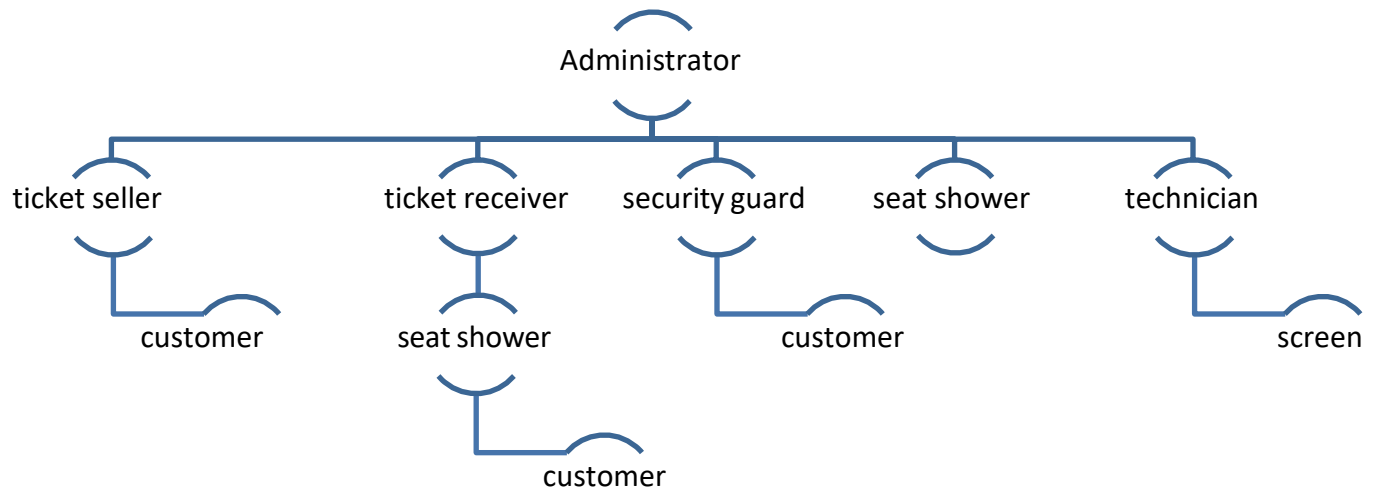 Administrator
ticket seller
ticket receiver
security guard
seat shower
technician
customer
seat shower
customer
screen
customer